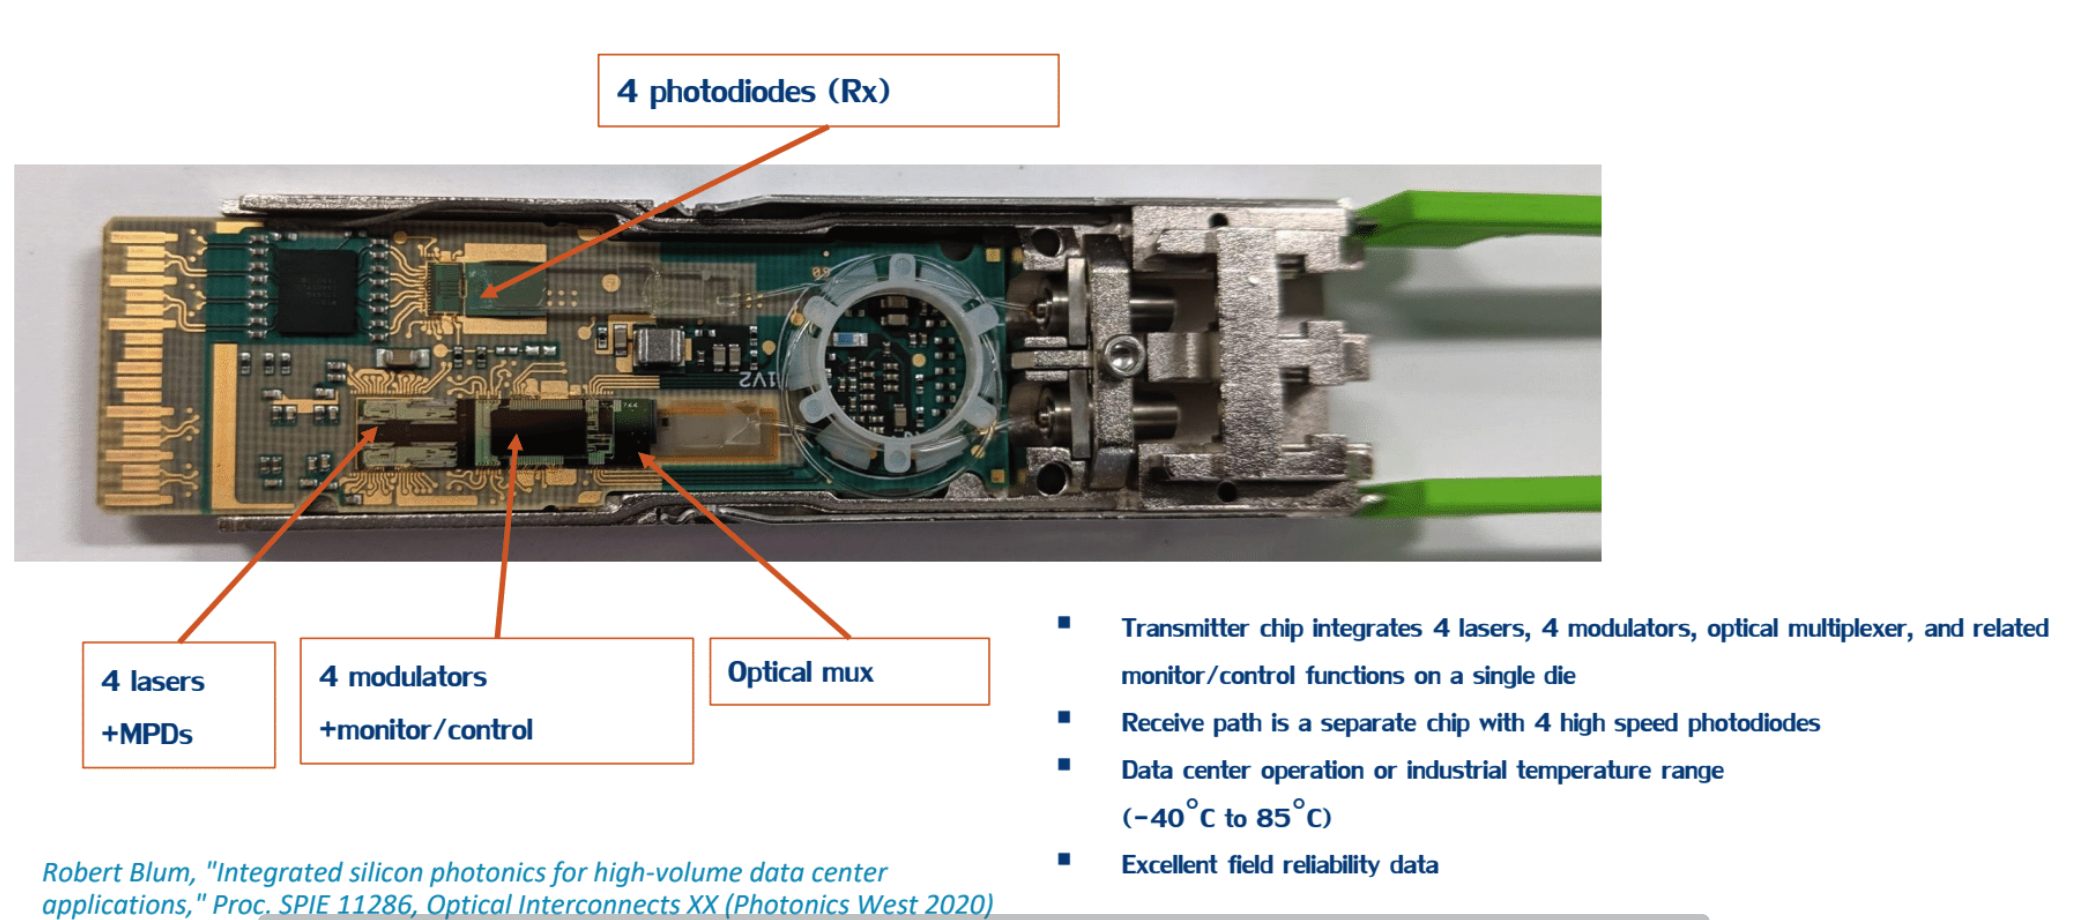 4 photodiodes (Rx)
1V2
4 lasers
+MPDs
4 modulators
+monitor/control
Optical mux
▪ Transmitter chip integrates 4 lasers, 4 modulators, optical multiplexer, and related
monitor/control functions on a single die
▪ Receive path is a separate chip with 4 high speed photodiodes
▪ Data center operation or industrial temperature range
(-40°C to 85°C)
▪ Excellent field reliability data
Robert Blum, "Integrated silicon photonics for high-volume data center
applications," Proc. SPIE 11286, Optical Interconnects XX (Photonics West 2020)